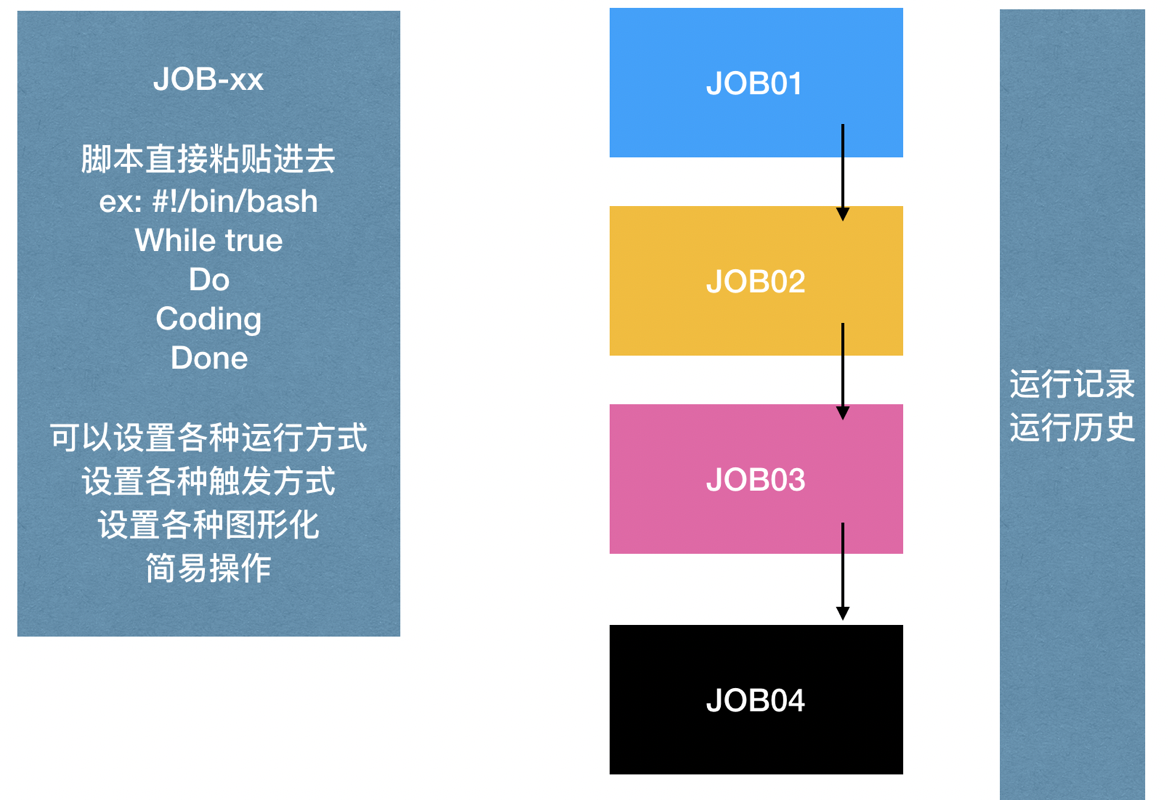 JOB-xx
脚本直接粘贴进去
ex: #!/bin/bash
While true
Do
Coding
Done
可以设置各种运行方式
设置各种触发方式
设置各种图形化
简易操作
JOB01
JOB02
JOB03
JOB04
运行记录
运行历史